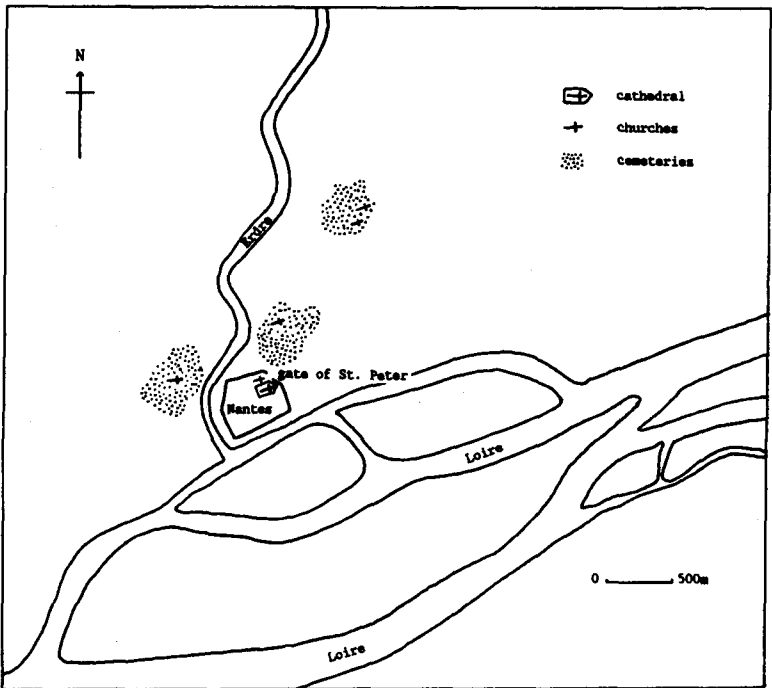 N
cathedral
churches
cemeteries
Erdre
gate of St. Peter
Nantes
Loire
0 500m
Loire